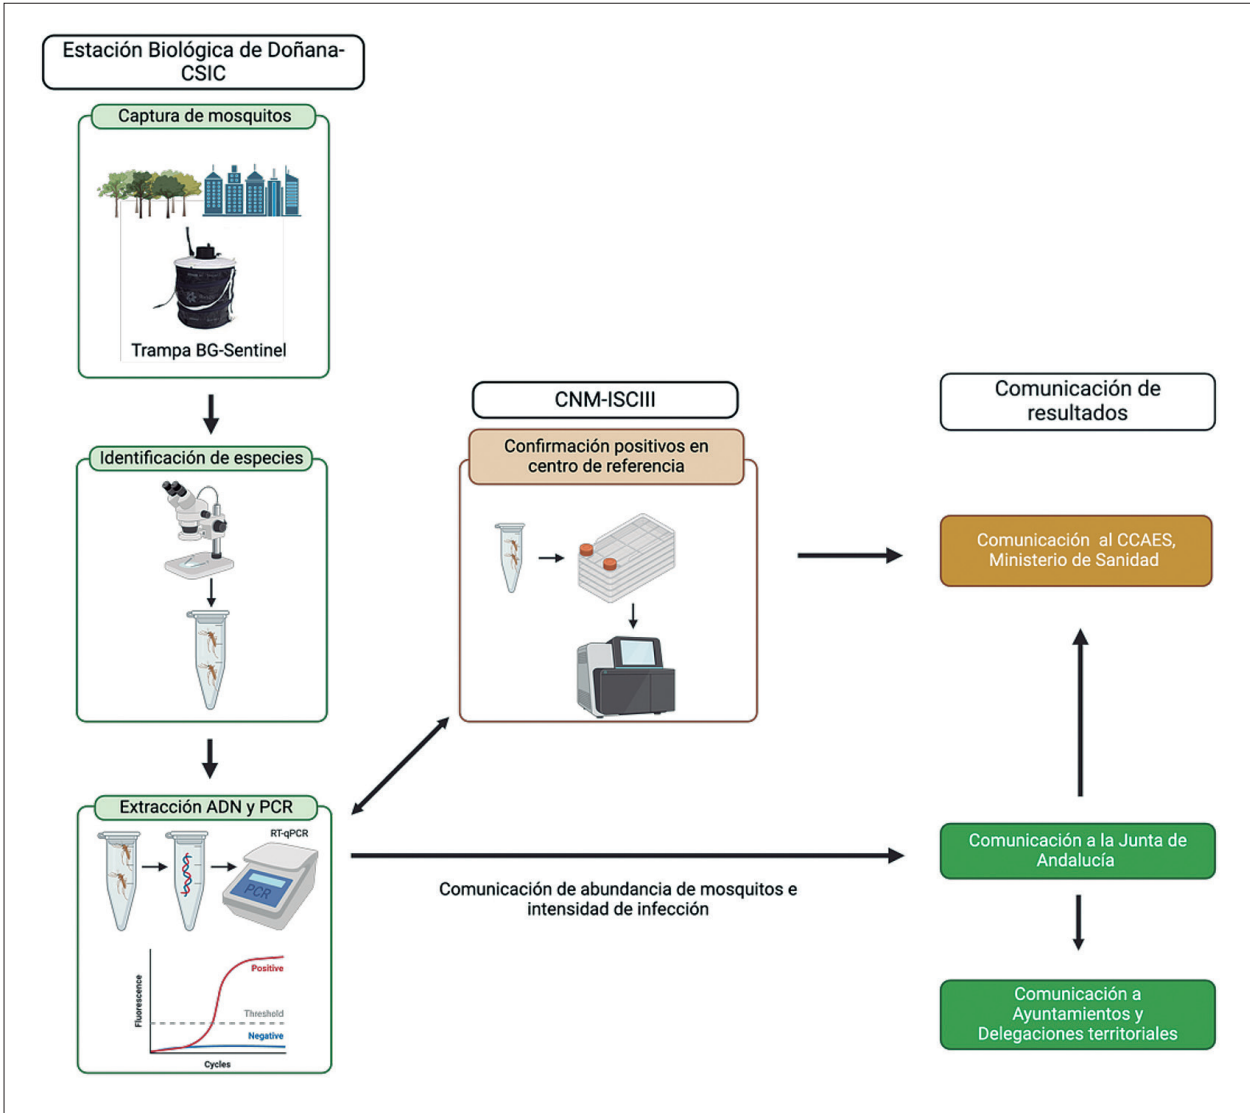 Estación Biológica de Doñana-
CSIC
Captura de mosquitos
Trampa BG-Sentinel
Identificación de especies
Extracción ADN y PCR
RT-qPCR
PCR
Fluorescence
Positive
Threshold
Negative
Cycles
CNM-ISCIII
Confirmación positivos en
centro de referencia
Comunicación de abundancia de mosquitos e
intensidad de infección
Comunicación de
resultados
Comunicación al CCAES,
Ministerio de Sanidad
Comunicación a la Junta de
Andalucía
Comunicación a
Ayuntamientos y
Delegaciones territoriales